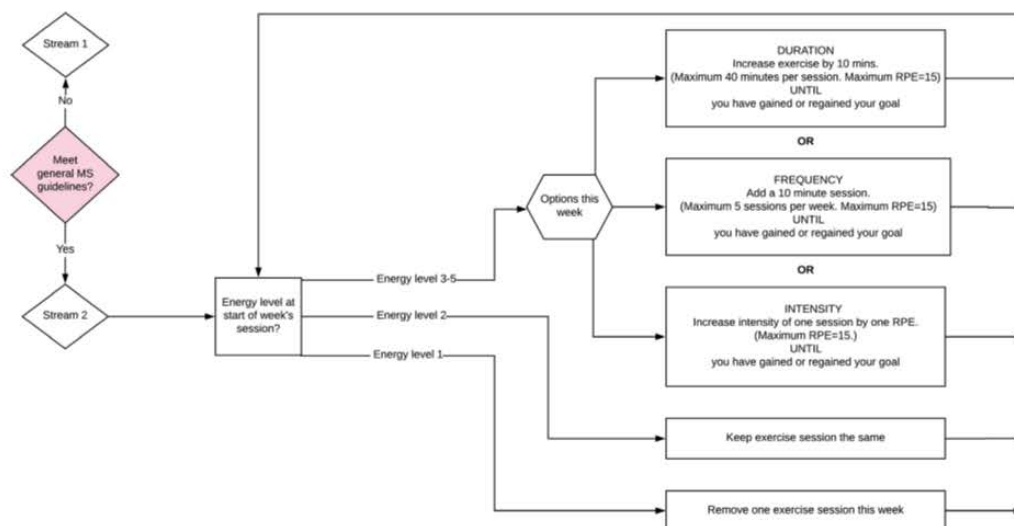 Stream 1
No
Meet
general MS
guidelines?
Yes
Stream 2
Energy level at
start of week's
session?
Energy level 3-5
Energy level 2
Energy level 1
Options this
week
DURATION
Increase exercise by 10 mins.
(Maximum 40 minutes per session. Maximum RPE=15)
UNTIL
you have gained or regained your goal
OR
FREQUENCY
Add a 10 minute session.
(Maximum 5 sessions per week. Maximum RPE=15)
UNTIL
you have gained or regained your goal
OR
INTENSITY
Increase intensity of one session by one RPE.
(Maximum RPE=15.)
UNTIL
you have gained or regained your goal
Keep exercise session the same
Remove one exercise session this week